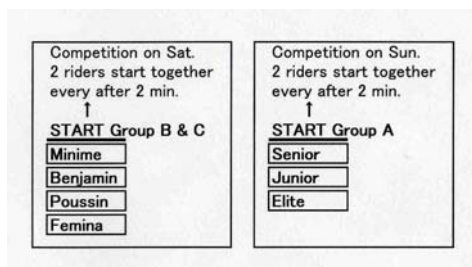 Competition on Sat.
2 riders start together
every after 2 min.
↑
START Group B & C
Minime
Benjamin
Poussin
Femina
Competition on Sun.
2 riders start together
every after 2 min.
↑
START Group A
Senior
Junior
Elite